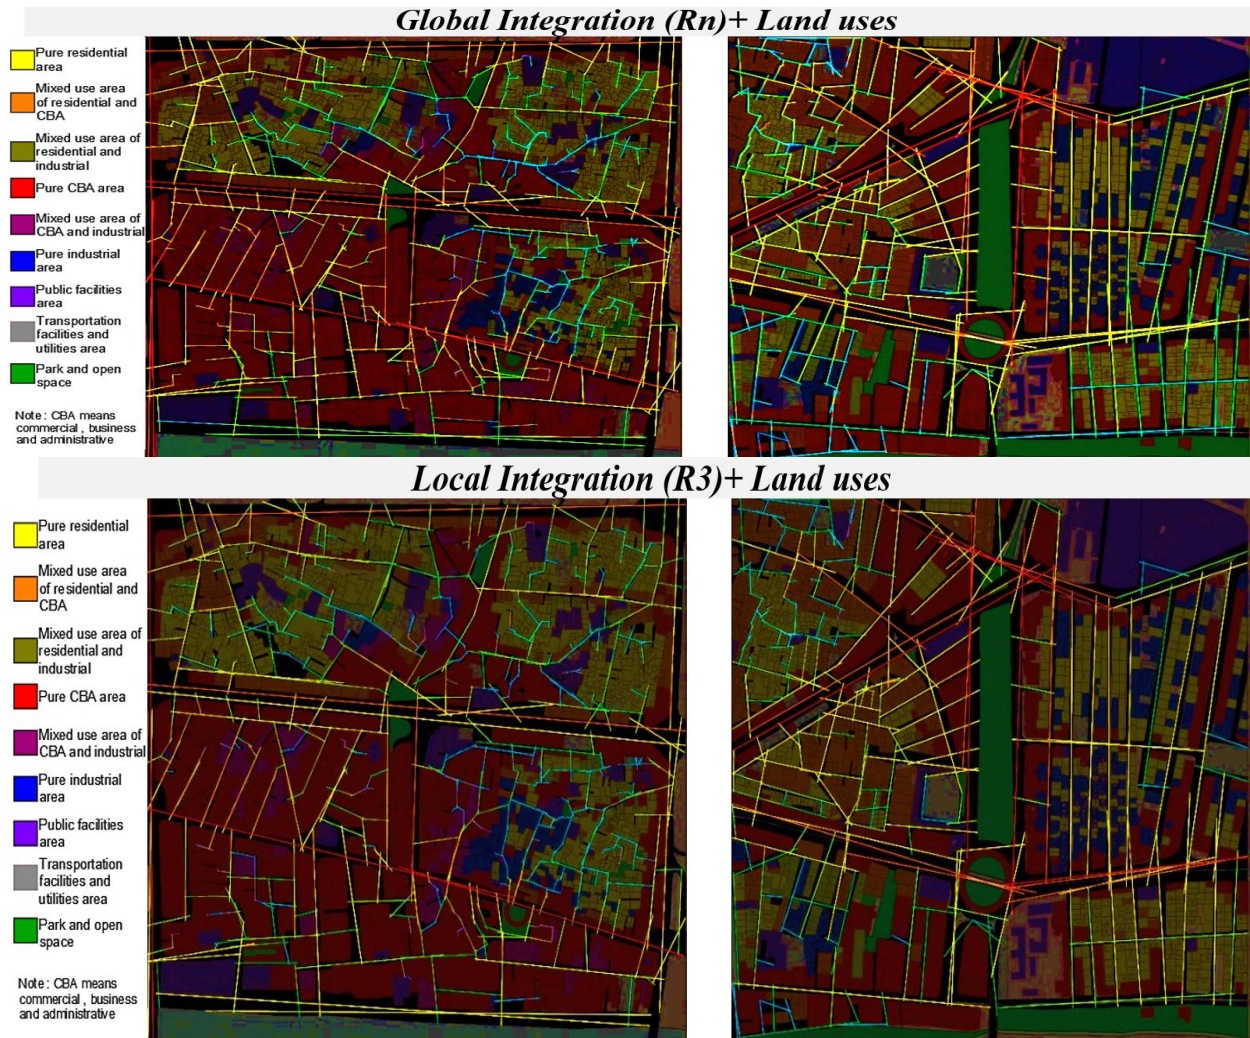 Global Integration (Rn)+ Land uses
Pure residential
area
Mixed use area
of residential and
CBA
Mixed use area of
residential and
industrial
Pure CBA area
Mixed use area of
CBA and industrial
Pure industrial
area
Public facilities
area
Transportation
facilities and
utilities area
Park and open
space
Note : CBA means
commercial , business
and administrative
Local Integration (R3)+ Land uses
Pure residential
area
Mixed use area
of residential and
CBA
Mixed use area of
residential and
industrial
Pure CBA area
Mixed use area of
CBA and industrial
Pure industrial
area
Public facilities
area
Transportation
facilities and
utilities area
Park and open
space
Note : CBA means
commercial , business
and administrative